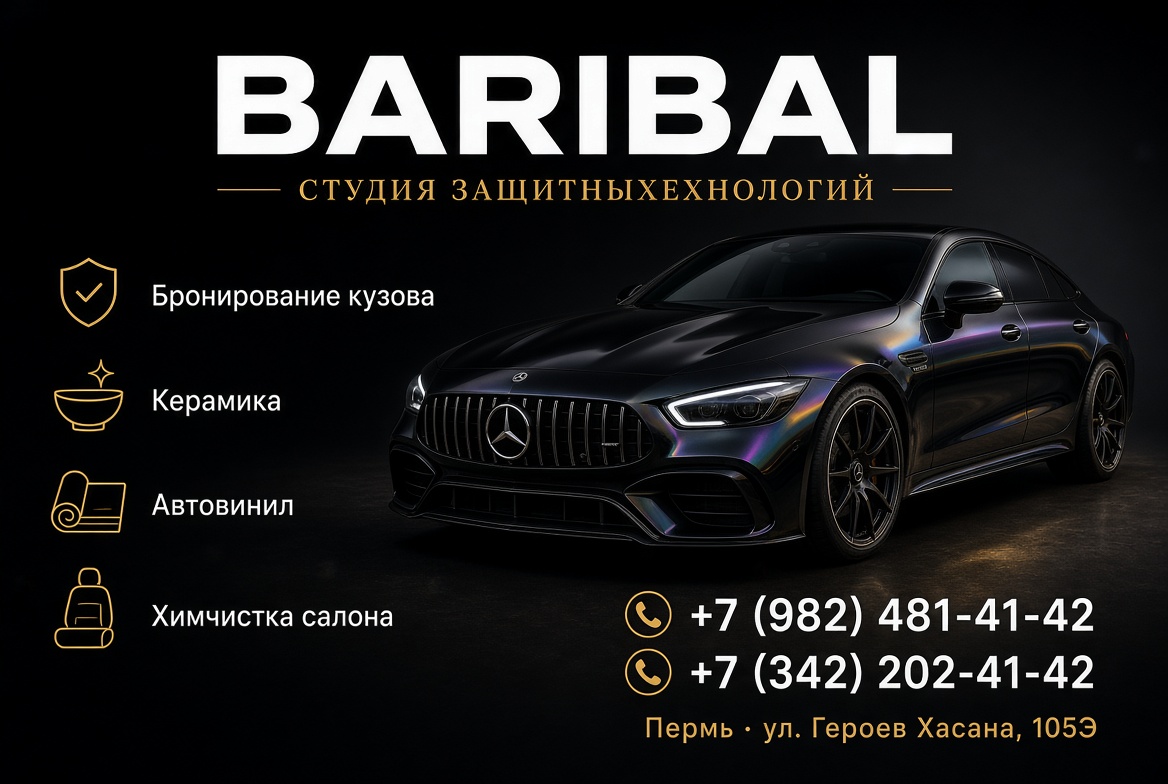 BARIBAL
СТУДИЯ ЗАЩИТНЫХЕХНОЛОГИЙ
Бронирование кузова
Керамика
Автовинил
Химчистка салона
+7 (982) 481-41-42
+7 (342) 202-41-42
Пермь · ул. Героев Хасана, 105Э